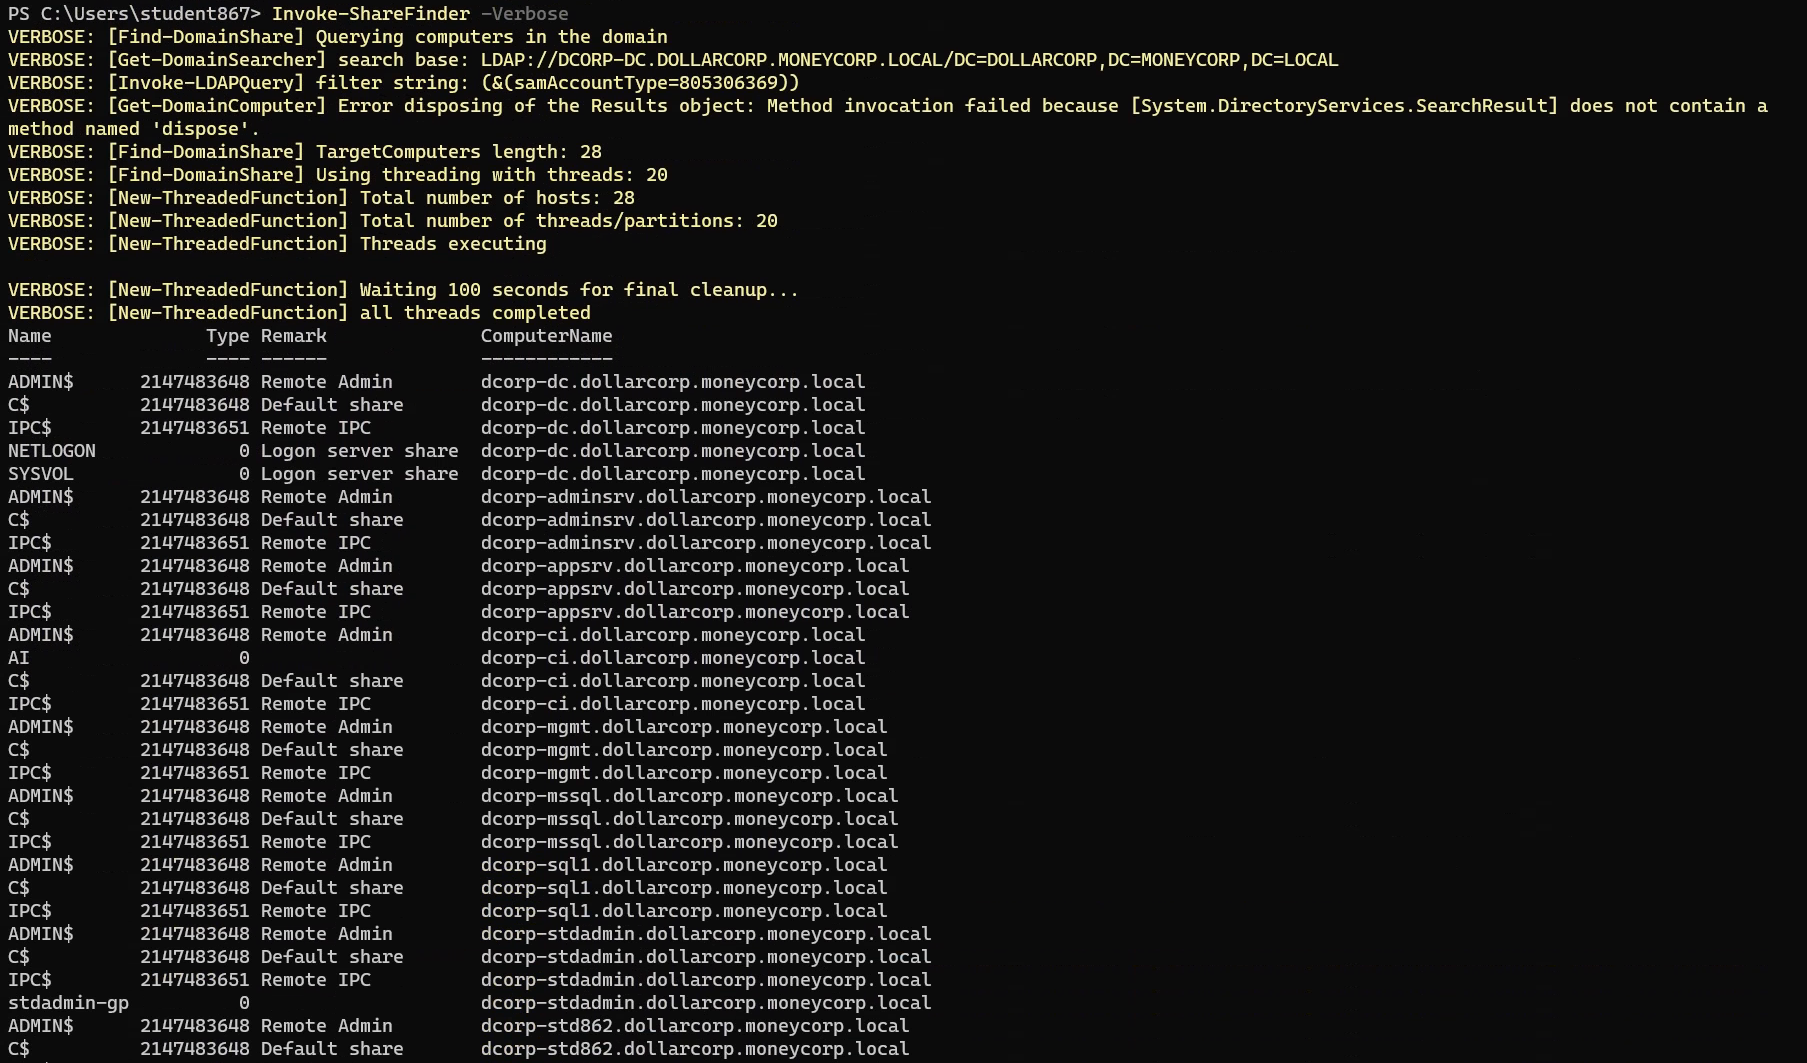 PS C:\Users\student867> Invoke-ShareFinder -Verbose
VERBOSE: [Find-DomainShare] Querying computers in the domain
VERBOSE: [Get-DomainSearcher] search base: LDAP://DCORP-DC.DOLLARCORP.MONEYCORP.LOCAL/DC=DOLLARCORP,DC=MONEYCORP,DC=LOCAL
VERBOSE: [Invoke-LDAPQuery] filter string: (&(samAccountType=805306369))
VERBOSE: [Get-DomainComputer] Error disposing of the Results object: Method invocation failed because [System.DirectoryServices.SearchResult] does not contain a
method named 'dispose'.
VERBOSE: [Find-DomainShare] TargetComputers length: 28
VERBOSE: [Find-DomainShare] Using threading with threads: 20
VERBOSE: [New-ThreadedFunction] Total number of hosts: 28
VERBOSE: [New-ThreadedFunction] Total number of threads/partitions: 20
VERBOSE: [New-ThreadedFunction] Threads executing
VERBOSE: [New-ThreadedFunction] Waiting 100 seconds for final cleanup...
VERBOSE: [New-ThreadedFunction] all threads completed
Name              Type Remark              ComputerName
----              ---- ------              ------------
ADMIN$      2147483648 Remote Admin        dcorp-dc.dollarcorp.moneycorp.local
C$          2147483648 Default share       dcorp-dc.dollarcorp.moneycorp.local
IPC$        2147483651 Remote IPC          dcorp-dc.dollarcorp.moneycorp.local
NETLOGON             0 Logon server share  dcorp-dc.dollarcorp.moneycorp.local
SYSVOL               0 Logon server share  dcorp-dc.dollarcorp.moneycorp.local
ADMIN$      2147483648 Remote Admin        dcorp-adminsrv.dollarcorp.moneycorp.local
C$          2147483648 Default share       dcorp-adminsrv.dollarcorp.moneycorp.local
IPC$        2147483651 Remote IPC          dcorp-adminsrv.dollarcorp.moneycorp.local
ADMIN$      2147483648 Remote Admin        dcorp-appsrv.dollarcorp.moneycorp.local
C$          2147483648 Default share       dcorp-appsrv.dollarcorp.moneycorp.local
IPC$        2147483651 Remote IPC          dcorp-appsrv.dollarcorp.moneycorp.local
ADMIN$      2147483648 Remote Admin        dcorp-ci.dollarcorp.moneycorp.local
AI                   0                     dcorp-ci.dollarcorp.moneycorp.local
C$          2147483648 Default share       dcorp-ci.dollarcorp.moneycorp.local
IPC$        2147483651 Remote IPC          dcorp-ci.dollarcorp.moneycorp.local
ADMIN$      2147483648 Remote Admin        dcorp-mgmt.dollarcorp.moneycorp.local
C$          2147483648 Default share       dcorp-mgmt.dollarcorp.moneycorp.local
IPC$        2147483651 Remote IPC          dcorp-mgmt.dollarcorp.moneycorp.local
ADMIN$      2147483648 Remote Admin        dcorp-mssql.dollarcorp.moneycorp.local
C$          2147483648 Default share       dcorp-mssql.dollarcorp.moneycorp.local
IPC$        2147483651 Remote IPC          dcorp-mssql.dollarcorp.moneycorp.local
ADMIN$      2147483648 Remote Admin        dcorp-sql1.dollarcorp.moneycorp.local
C$          2147483648 Default share       dcorp-sql1.dollarcorp.moneycorp.local
IPC$        2147483651 Remote IPC          dcorp-sql1.dollarcorp.moneycorp.local
ADMIN$      2147483648 Remote Admin        dcorp-stdadmin.dollarcorp.moneycorp.local
C$          2147483648 Default share       dcorp-stdadmin.dollarcorp.moneycorp.local
IPC$        2147483651 Remote IPC          dcorp-stdadmin.dollarcorp.moneycorp.local
stdadmin-gp          0                     dcorp-stdadmin.dollarcorp.moneycorp.local
ADMIN$      2147483648 Remote Admin        dcorp-std862.dollarcorp.moneycorp.local
C$          2147483648 Default share       dcorp-std862.dollarcorp.moneycorp.local